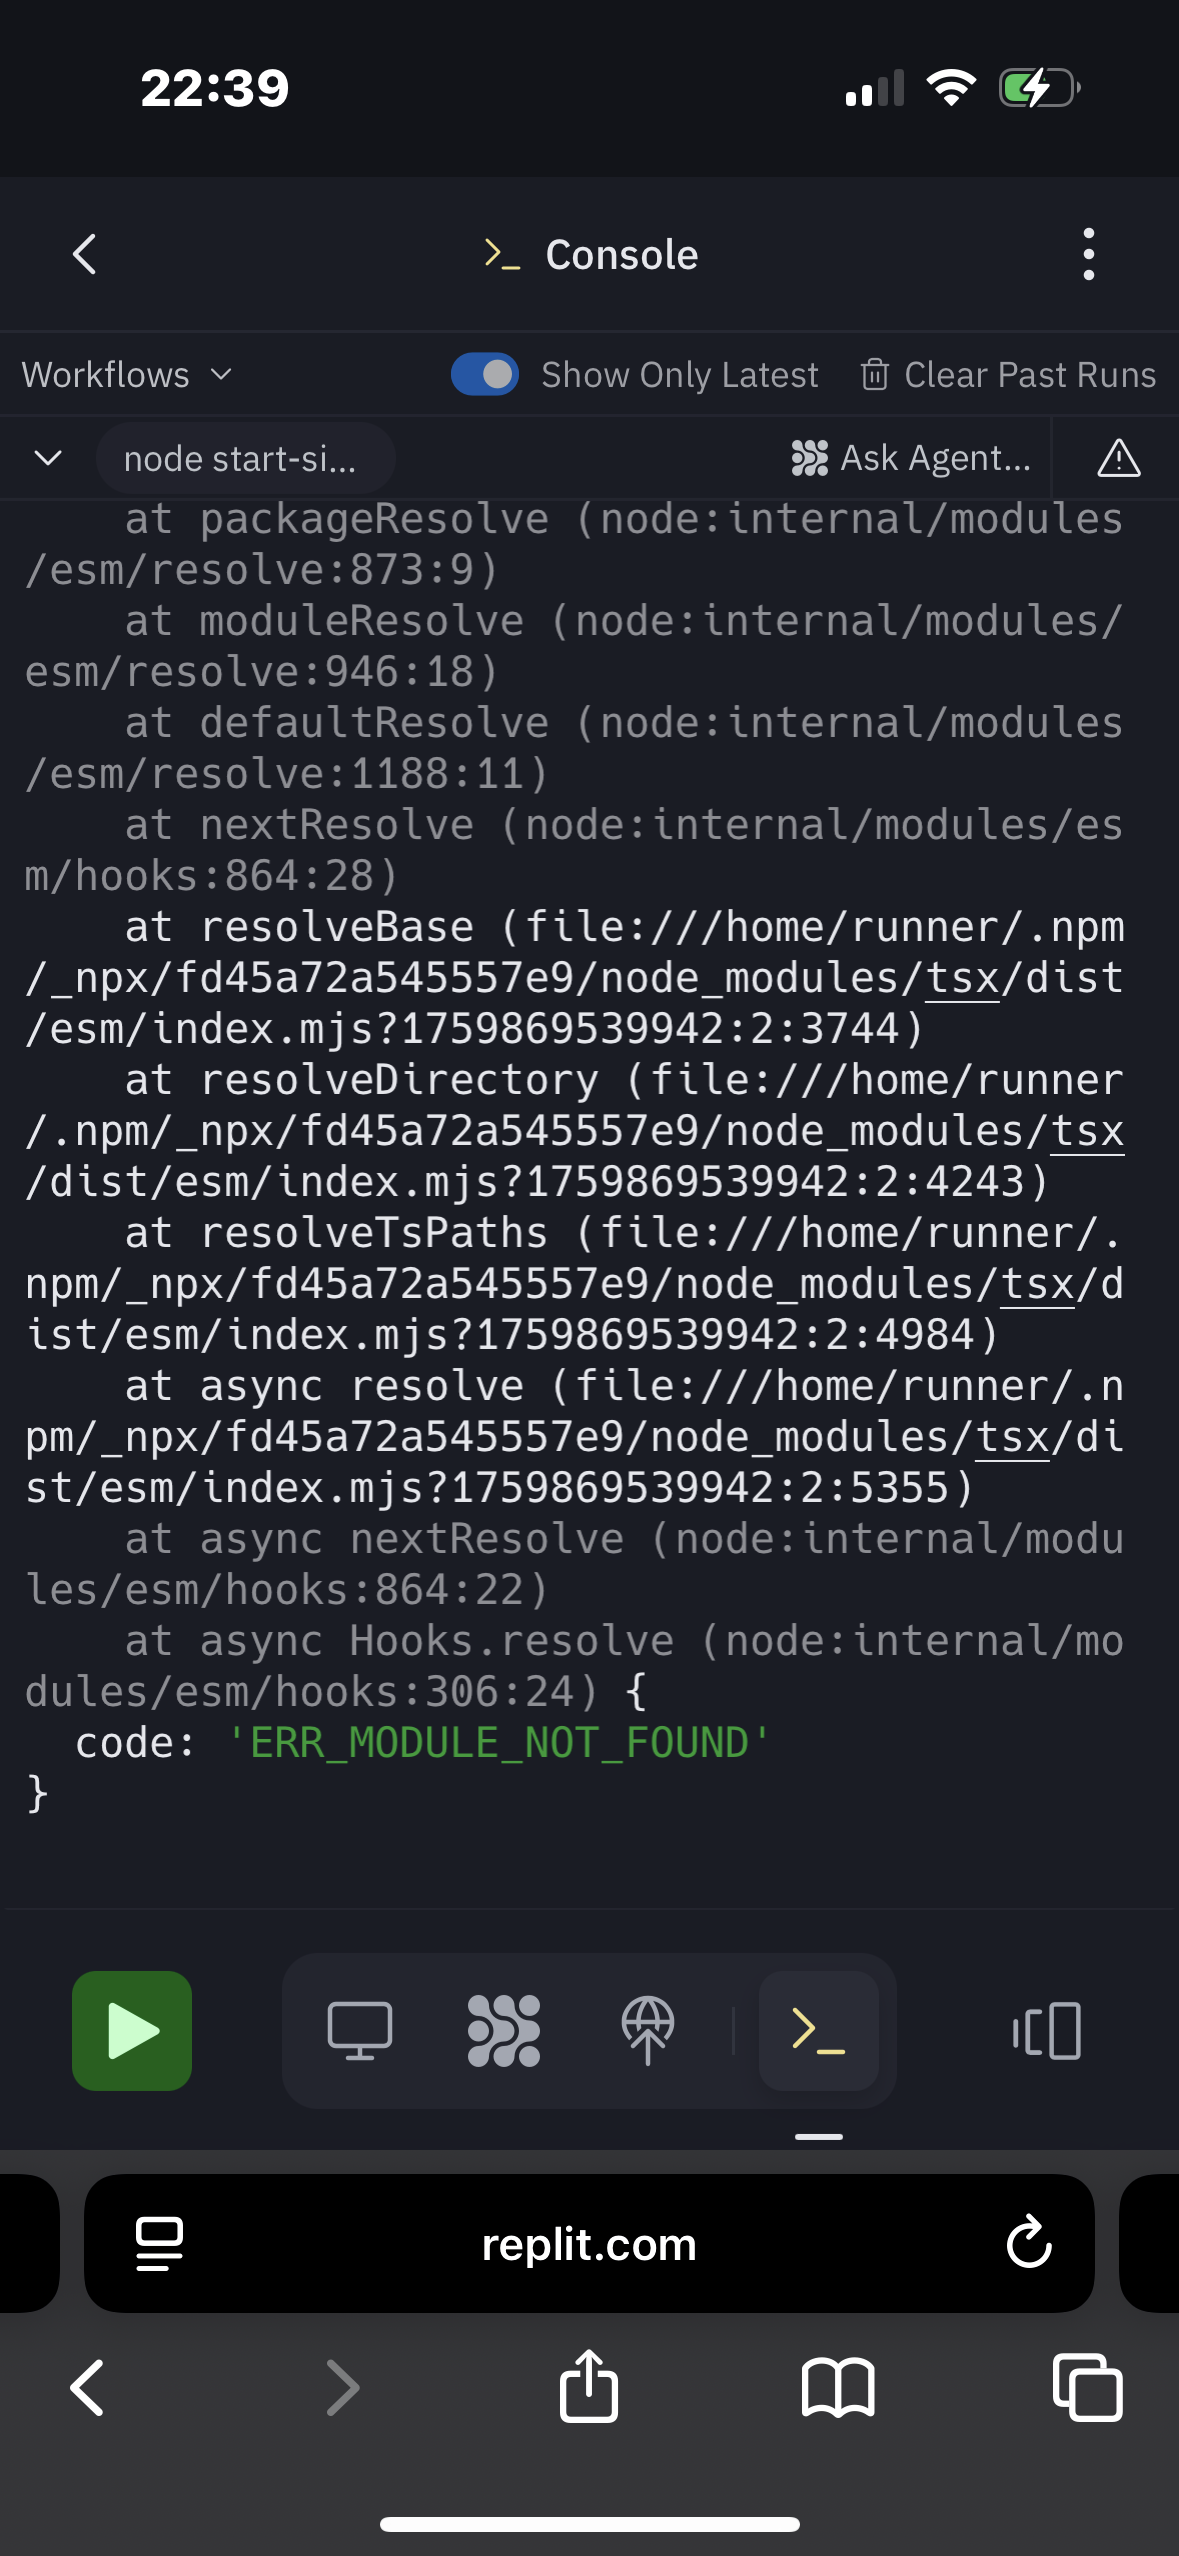 22:39
Console
Workflows Show Only Latest Clear Past Runs
node start-si... Ask Agent...
at packageResolve (node:internal/modules
/esm/resolve:873:9)
at moduleResolve (node:internal/modules/
esm/resolve:946:18)
at defaultResolve (node:internal/modules
/esm/resolve:1188:11)
at nextResolve (node:internal/modules/es
m/hooks:864:28)
at resolveBase (file:///home/runner/.npm
/_npx/fd45a72a545557e9/node_modules/tsx/dist
/esm/index.mjs?1759869539942:2:3744)
at resolveDirectory (file:///home/runner
/.npm/_npx/fd45a72a545557e9/node_modules/tsx
/dist/esm/index.mjs?1759869539942:2:4243)
at resolveTsPaths (file:///home/runner/.
npm/_npx/fd45a72a545557e9/node_modules/tsx/d
ist/esm/index.mjs?1759869539942:2:4984)
at async resolve (file:///home/runner/.n
pm/_npx/fd45a72a545557e9/node_modules/tsx/di
st/esm/index.mjs?1759869539942:2:5355)
at async nextResolve (node:internal/modu
les/esm/hooks:864:22)
at async Hooks.resolve (node:internal/mo
dules/esm/hooks:306:24) {
code: 'ERR_MODULE_NOT_FOUND'
}
replit.com